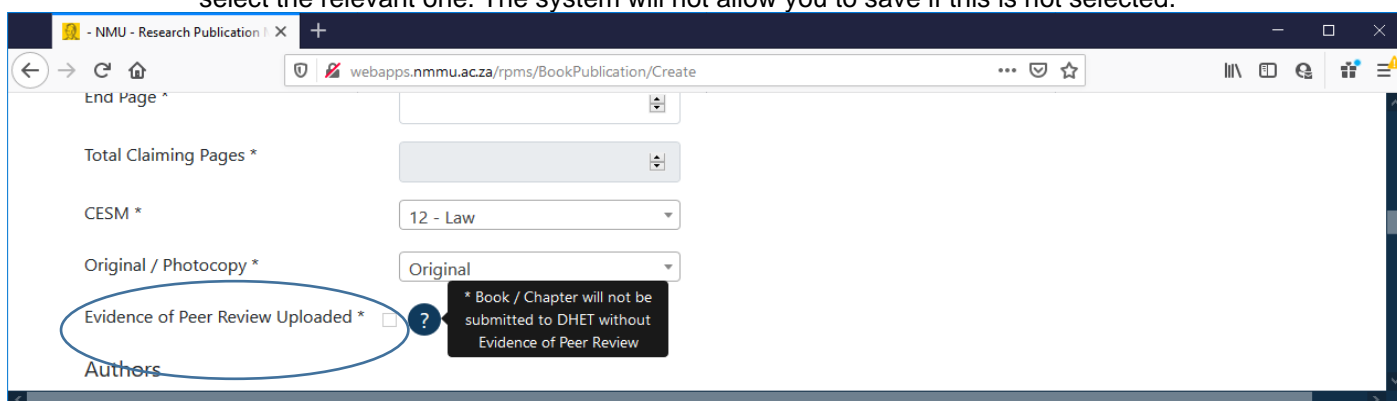 select the relevant one. The system will not allow you to save if this is not selected.
- NMU - Research Publication
webapps.nmmu.ac.za/rpms/BookPublication/Create
End Page *
Total Claiming Pages *
CESM *
12 - Law
Original / Photocopy *
Original
* Book / Chapter will not be
submitted to DHET without
Evidence of Peer Review
Evidence of Peer Review Uploaded *
?
Authors